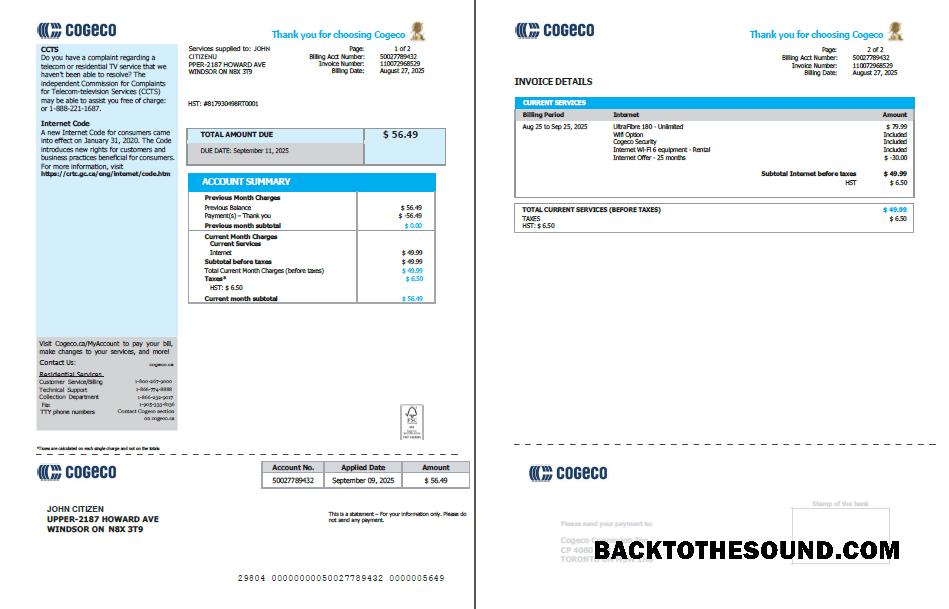 COGECO
Thank you for choosing Cogeco
CCTS
Do you have a complaint regarding a
telecom or residential TV service that we
haven't been able to resolve? The
independent Commission for Complaints
for Telecom-television Services (CCTS)
may be able to assist you free of charge:
or 1-888-221-1687.
Internet Code
A new Internet Code for consumers came
into effect on January 31, 2020. The Code
introduces new rights for customers and
business practices beneficial for consumers.
For more information, visit
https://crtc.gc.ca/eng/internet/code.htm
Visit Cogeco.ca/MyAccount to pay your bill,
make changes to your services, and more!
Contact Us: cogeco.ca
Residential Services
Customer Service/Billing 1-800-267-9000
Technical Support 1-866-774-8888
Collection Department 1-866-232-9017
Fax 1-905-333-8136
TTY phone numbers Contact Cogeco section
on cogeco.ca
Services supplied to: JOHN
CITIZENU
PPER-2187 HOWARD AVE
WINDSOR ON N8X 3T9
Page: 1 of 2
Billing Acct Number: 50027789432
Invoice Number: 110072968529
Billing Date: August 27, 2025
HST: #817930498RT0001
TOTAL AMOUNT DUE $ 56.49
DUE DATE: September 11, 2025
ACCOUNT SUMMARY
Previous Month Charges
Previous Balance $ 56.49
Payment(s) – Thank you $ -56.49
Previous month subtotal $ 0.00
Current Month Charges
Current Services
Internet $ 49.99
Subtotal before taxes $ 49.99
Total Current Month Charges (before taxes) $ 49.99
Taxes* $ 6.50
HST: $ 6.50
Current month subtotal $ 56.49
FSC
*Taxes are calculated on each single charge and not on the totals
COGECO
Account No. Applied Date Amount
50027789432 September 09, 2025 $ 56.49
JOHN CITIZEN
UPPER-2187 HOWARD AVE
WINDSOR ON N8X 3T9
This is a statement – For your information only. Please do
not send any payment.
29804 00000000050027789432 0000005649
COGECO
Thank you for choosing Cogeco
Page: 2 of 2
Billing Acct Number: 50027789432
Invoice Number: 110072968529
Billing Date: August 27, 2025
INVOICE DETAILS
CURRENT SERVICES
Billing Period Internet Amount
Aug 25 to Sep 25, 2025 UltraFibre 180 - Unlimited $ 79.99
Wifi Option Included
Cogeco Security Included
Internet Wi-Fi 6 equipment - Rental Included
Internet Offer - 25 months $ -30.00
Subtotal Internet before taxes $ 49.99
HST $ 6.50
TOTAL CURRENT SERVICES (BEFORE TAXES) $ 49.99
TAXES $ 6.50
HST: $ 6.50
COGECO
Stamp of the bank
Please send your payment to:
Cogeco
CP 4080
TORONTO ON
BACKTOTHESOUND.COM